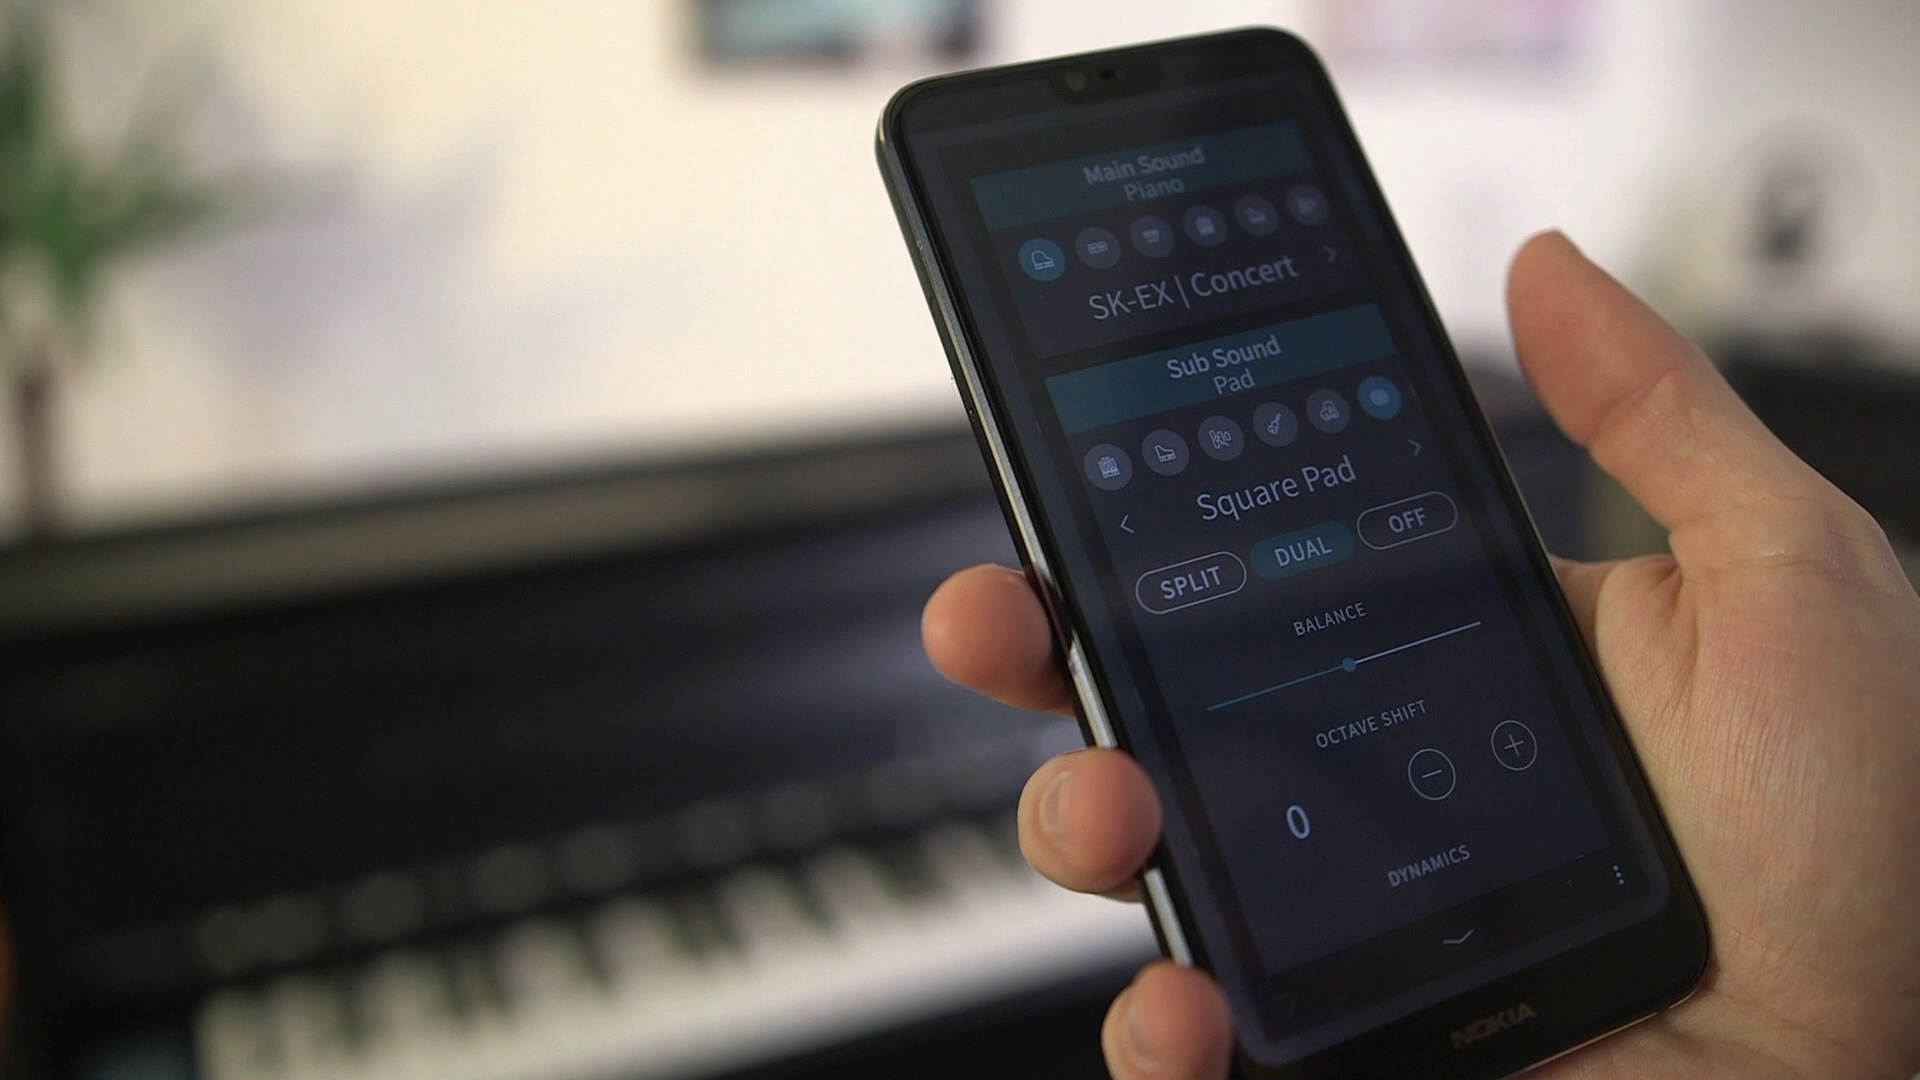 Main Sound
Piano
SK-EX | Concert
Sub Sound
Pad
Square Pad
SPLIT
DUAL
OFF
BALANCE
OCTAVE SHIFT
0
DYNAMICS
NOKIA